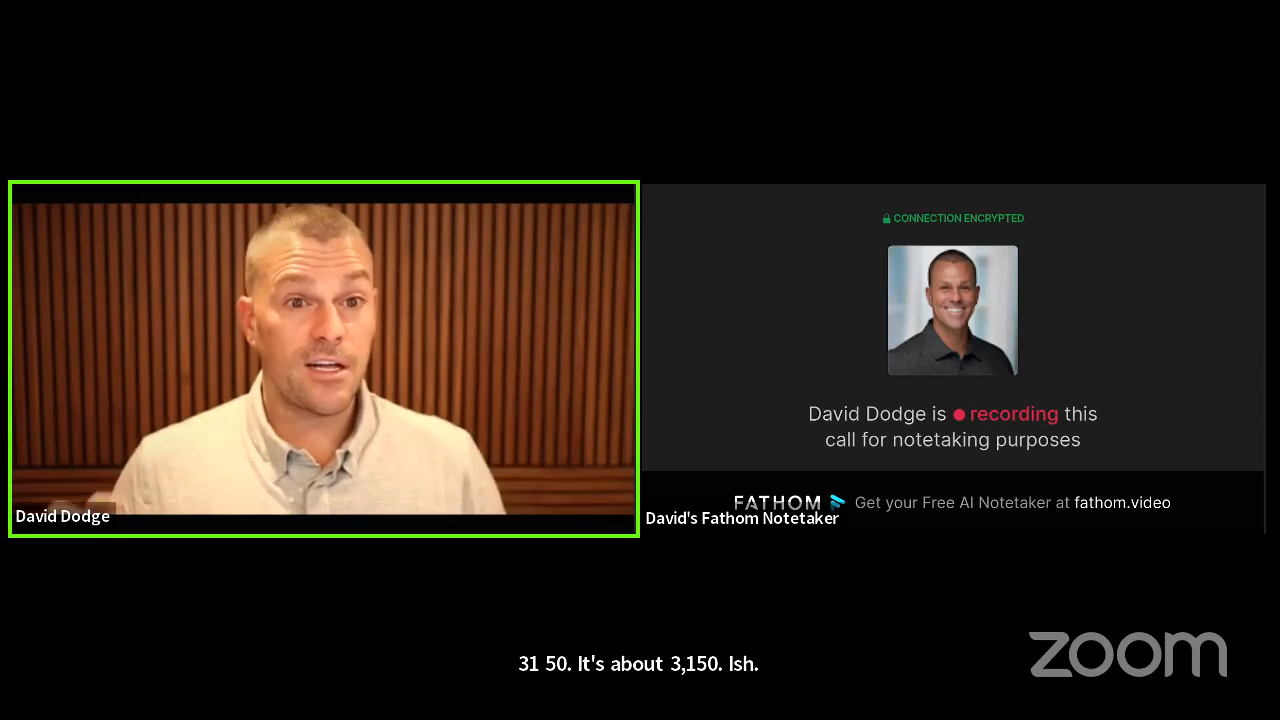 CONNECTION ENCRYPTED
David Dodge is recording this
call for notetaking purposes
FATHOM Get your Free AI Notetaker at fathom.video
David Dodge
David's Fathom Notetaker
31 50. It's about 3,150. Ish.
zoom